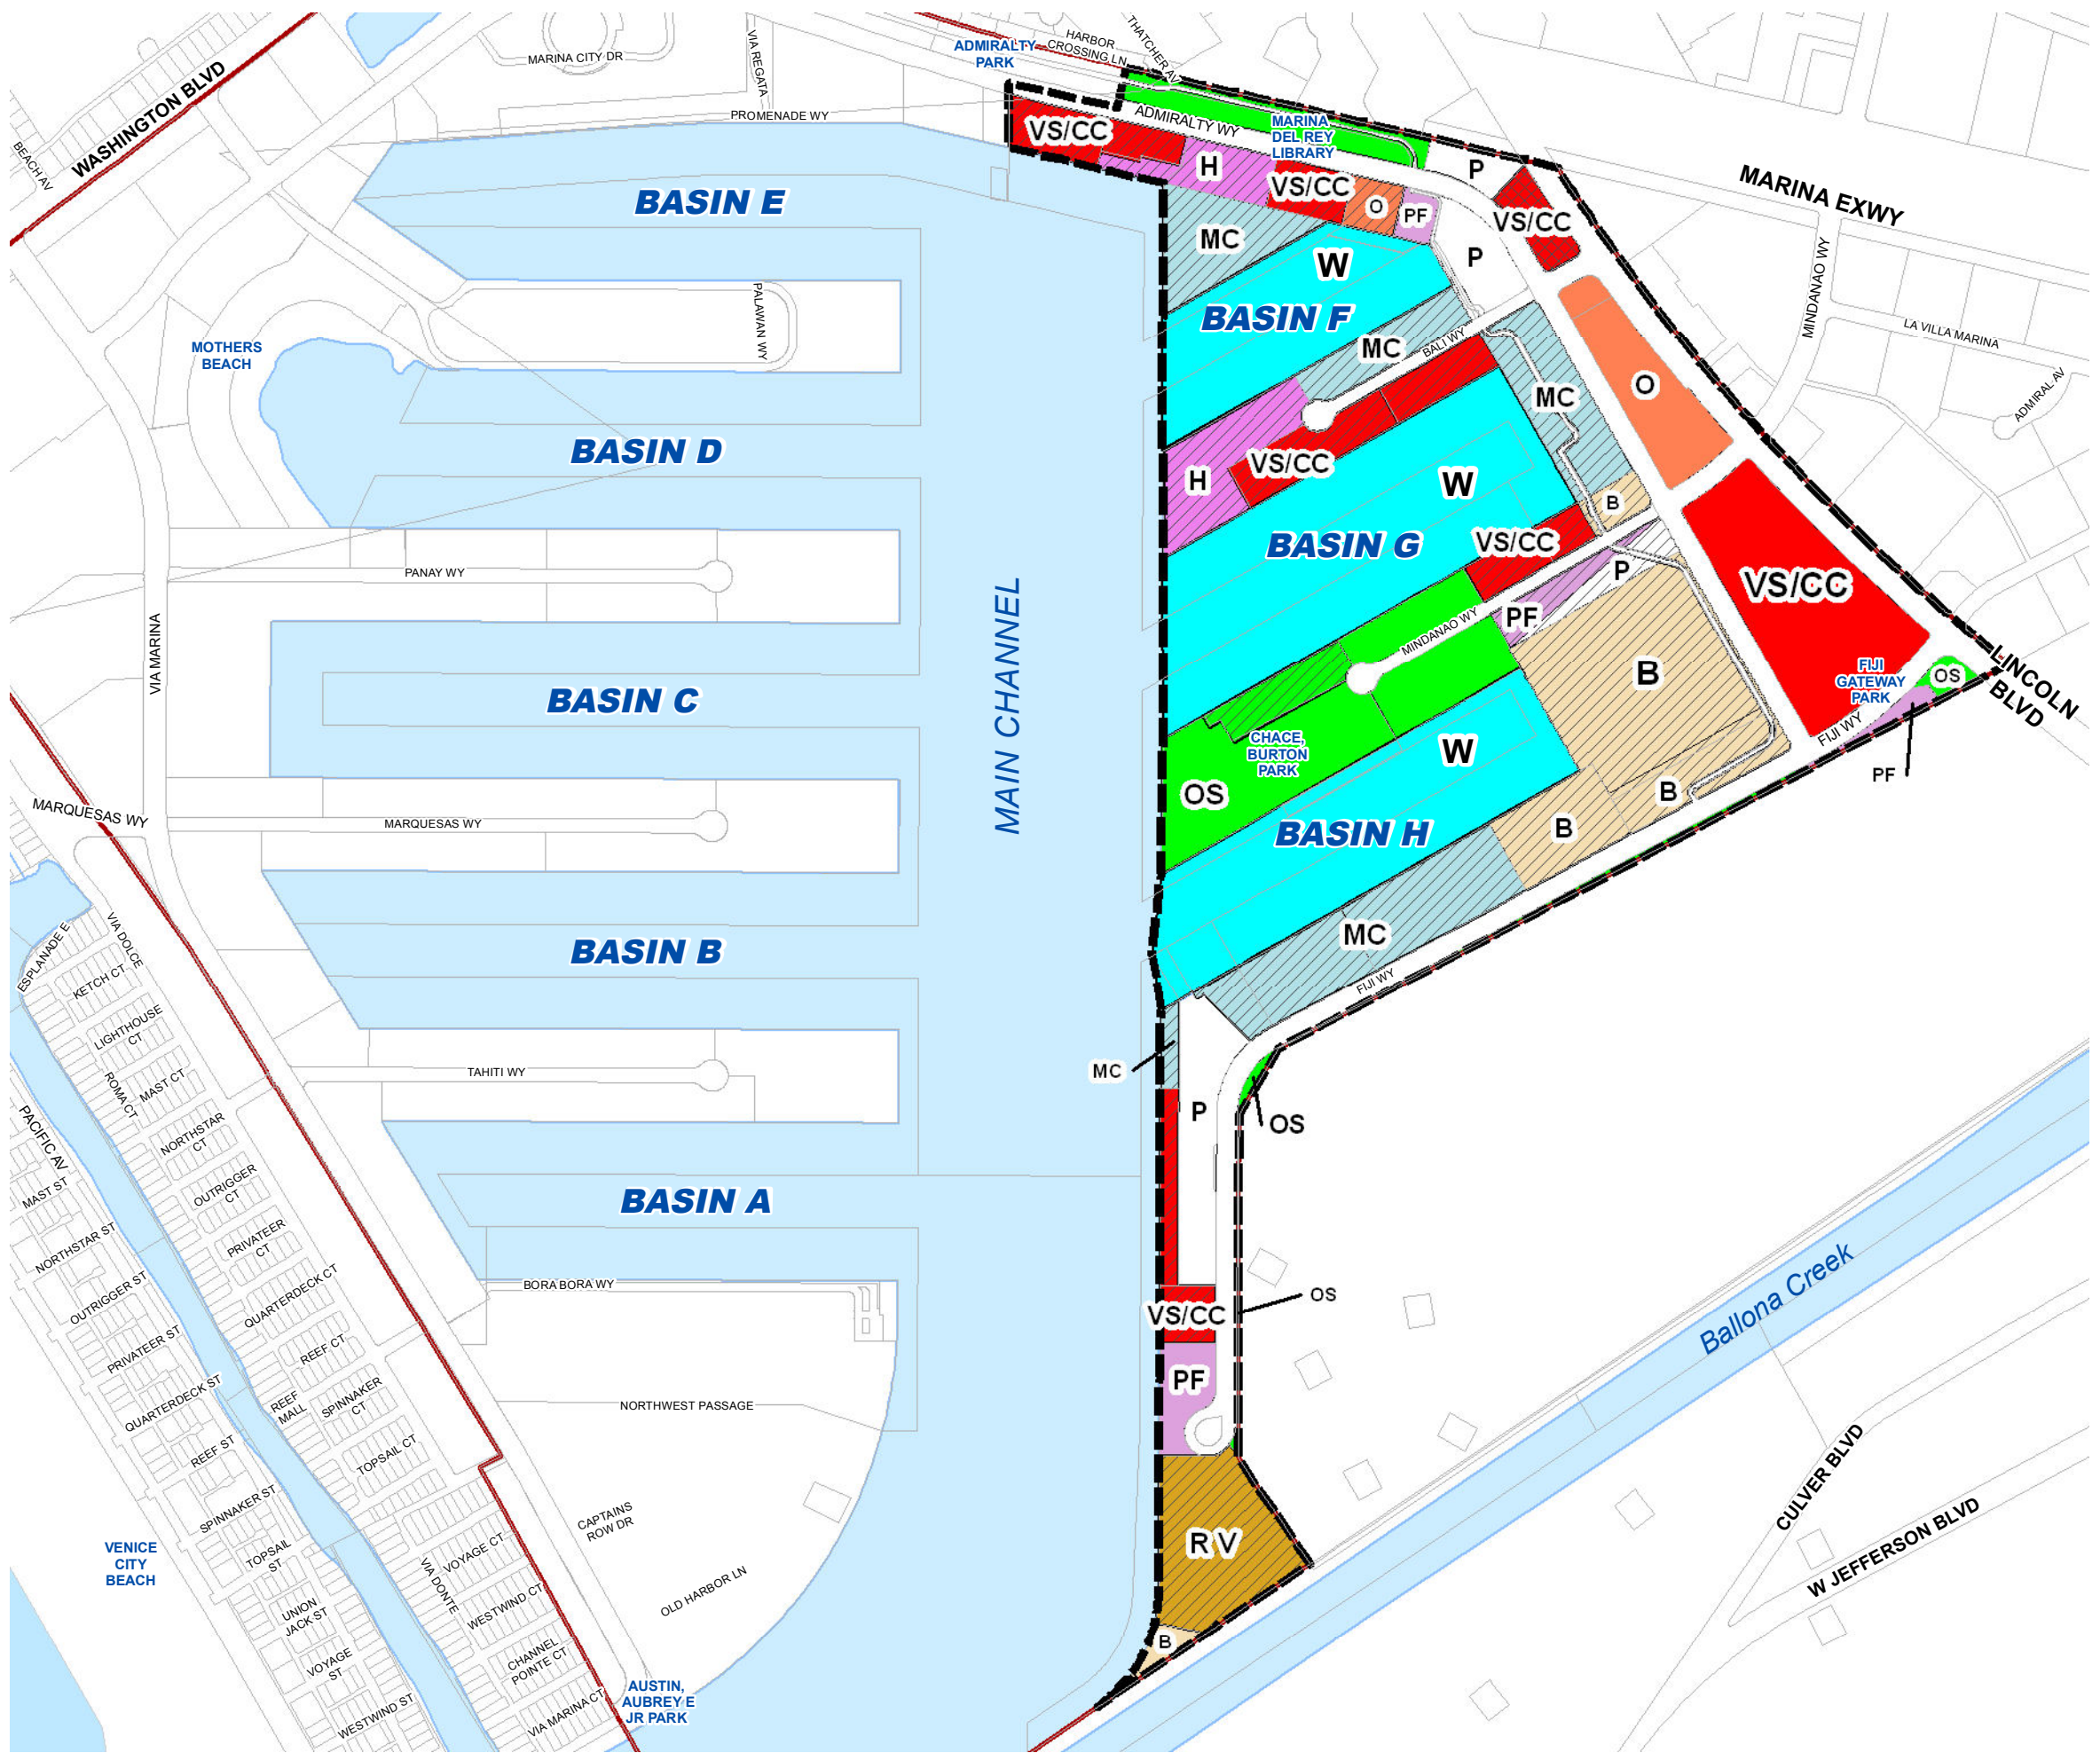 WASHINGTON BLVD
BEACH AV
MARINA CITY DR
VIA REGATA
PROMENADE WY
ADMIRALTY
PARK
HARBOR
CROSSING LN
THATCHER AV
ADMIRALTY WY
MARINA
DEL REY
LIBRARY
VS/CC
H
VS/CC
O
PF
P
VS/CC
P
MARINA EXWY
MINDANAO WY
LA VILLA MARINA
ADMIRAL AV
BASIN E
MC
W
BASIN F
MC
BALI WY
MC
O
PALAWAN WY
MOTHERS
BEACH
BASIN D
H
VS/CC
W
B
BASIN G
VS/CC
P
VS/CC
PANAY WY
VIA MARINA
MAIN CHANNEL
MINDANAO WY
PF
B
FIJI
GATEWAY
PARK
OS
LINCOLN
BLVD
FIJI WY
PF
BASIN C
CHACE,
BURTON
PARK
OS
W
B
BASIN H
B
MARQUESAS WY
MARQUESAS WY
MC
FIJI WY
BASIN B
ESPLANADE E
VIA DOLCE
KETCH CT
LIGHTHOUSE
CT
ROMA CT
MAST CT
NORTHSTAR
CT
OUTRIGGER
CT
PRIVATEER
CT
QUARTERDECK CT
REEF CT
REEF
MALL
SPINNAKER
CT
TOPSAIL CT
TAHITI WY
MC
P
OS
BASIN A
BORA BORA WY
OS
VS/CC
PF
NORTHWEST PASSAGE
PACIFIC AV
MAST ST
NORTHSTAR ST
OUTRIGGER ST
PRIVATEER ST
QUARTERDECK ST
REEF ST
SPINNAKER ST
TOPSAIL
ST
UNION
JACK ST
VOYAGE
ST
WESTWIND ST
VENICE
CITY
BEACH
VIA DONTE
VOYAGE CT
WESTWIND CT
CHANNEL
POINTE CT
VIA MARINA CT
CAPTAINS
ROW DR
OLD HARBOR LN
AUSTIN,
AUBREY E
JR PARK
RV
B
Ballona Creek
CULVER BLVD
W JEFFERSON BLVD